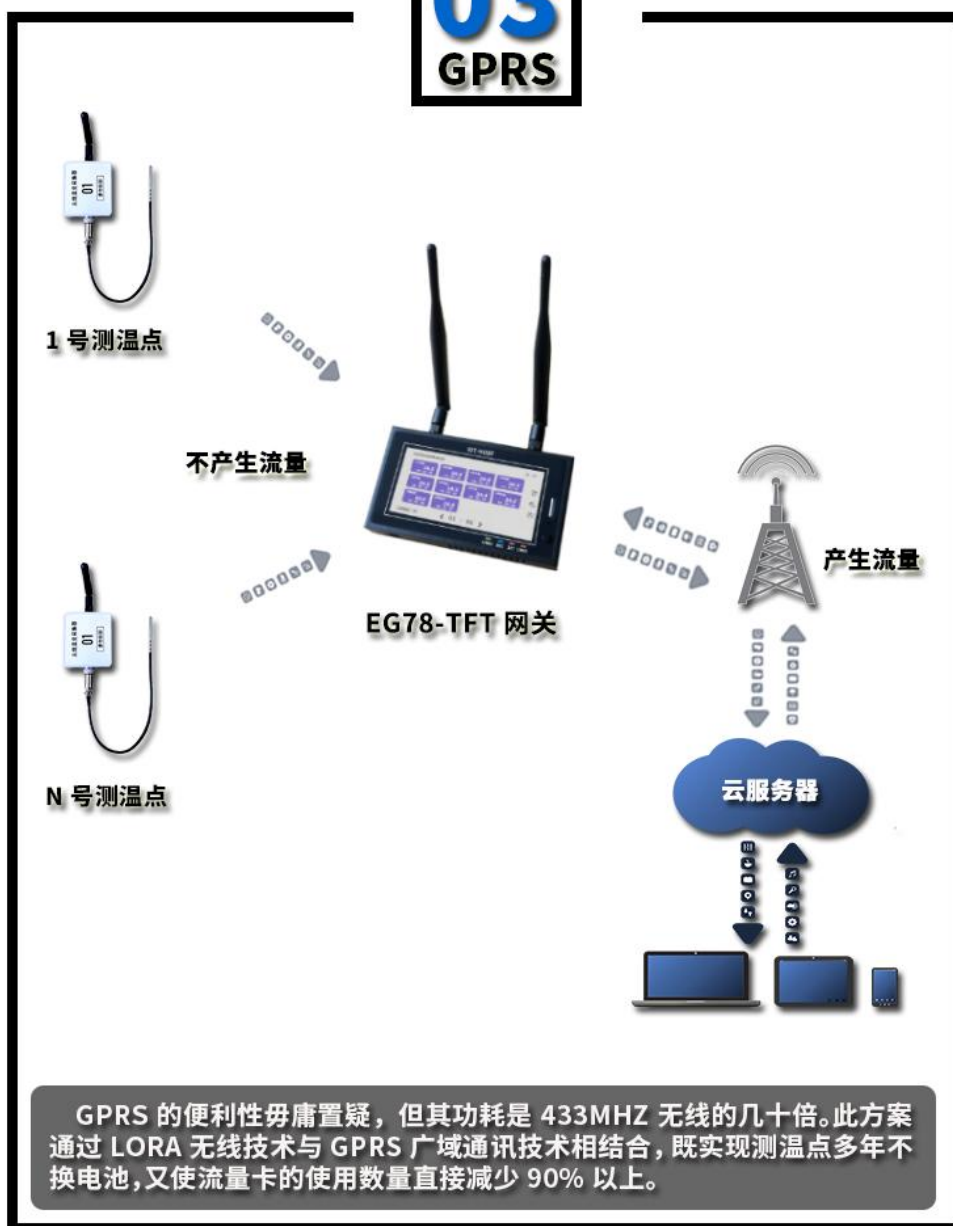 03
GPRS
01
1 号测温点
不产生流量
产生流量
EG78-TFT 网关
01
N 号测温点
云服务器
GPRS 的便利性毋庸置疑，但其功耗是 433MHZ 无线的几十倍。此方案
通过 LORA 无线技术与 GPRS 广域通讯技术相结合，既实现测温点多年不
换电池，又使流量卡的使用数量直接减少 90% 以上。